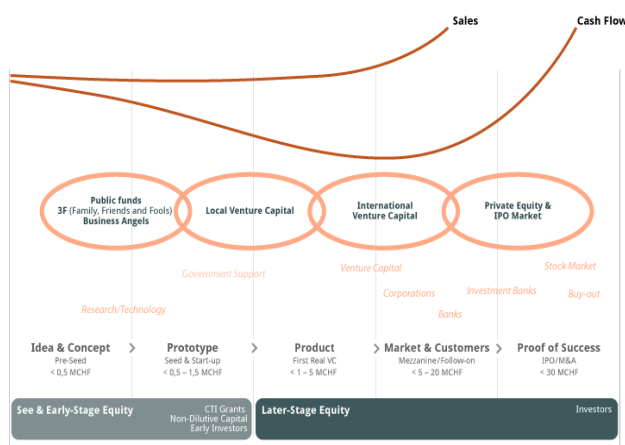 Sales
Cash Flow
Public funds
3F (Family, Friends and Fools)
Business Angels
Local Venture Capital
International
Venture Capital
Private Equity &
IPO Market
Government Support
Venture Capital
Stock Market
Research/Technology
Corporations
Investment Banks
Buy-out
Banks
Idea & Concept
Pre-Seed
< 0,5 MCHF
Prototype
Seed & Start-up
< 0,5 – 1,5 MCHF
Product
First Real VC
< 1 – 5 MCHF
Market & Customers
Mezzanine/Follow-on
< 5 – 20 MCHF
Proof of Success
IPO/M&A
< 30 MCHF
See & Early-Stage Equity
CTI Grants
Non-Dilutive Capital
Early Investors
Later-Stage Equity
Investors